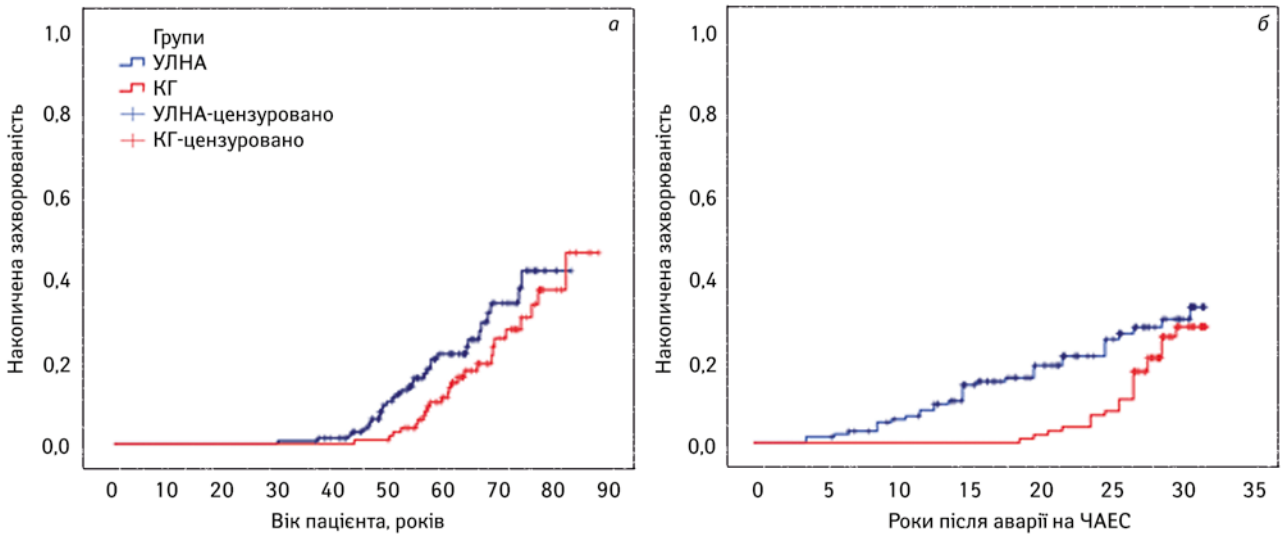 Накопичена захворюваність
1,0
0,8
0,6
0,4
0,2
0,0
а
Групи
УЛНА
КГ
УЛНА-цензуровано
КГ-цензуровано
0 10 20 30 40 50 60 70 80 90
Вік пацієнта, років
Накопичена захворюваність
1,0
0,8
0,6
0,4
0,2
0,0
б
0 5 10 15 20 25 30 35
Роки після аварії на ЧАЕС